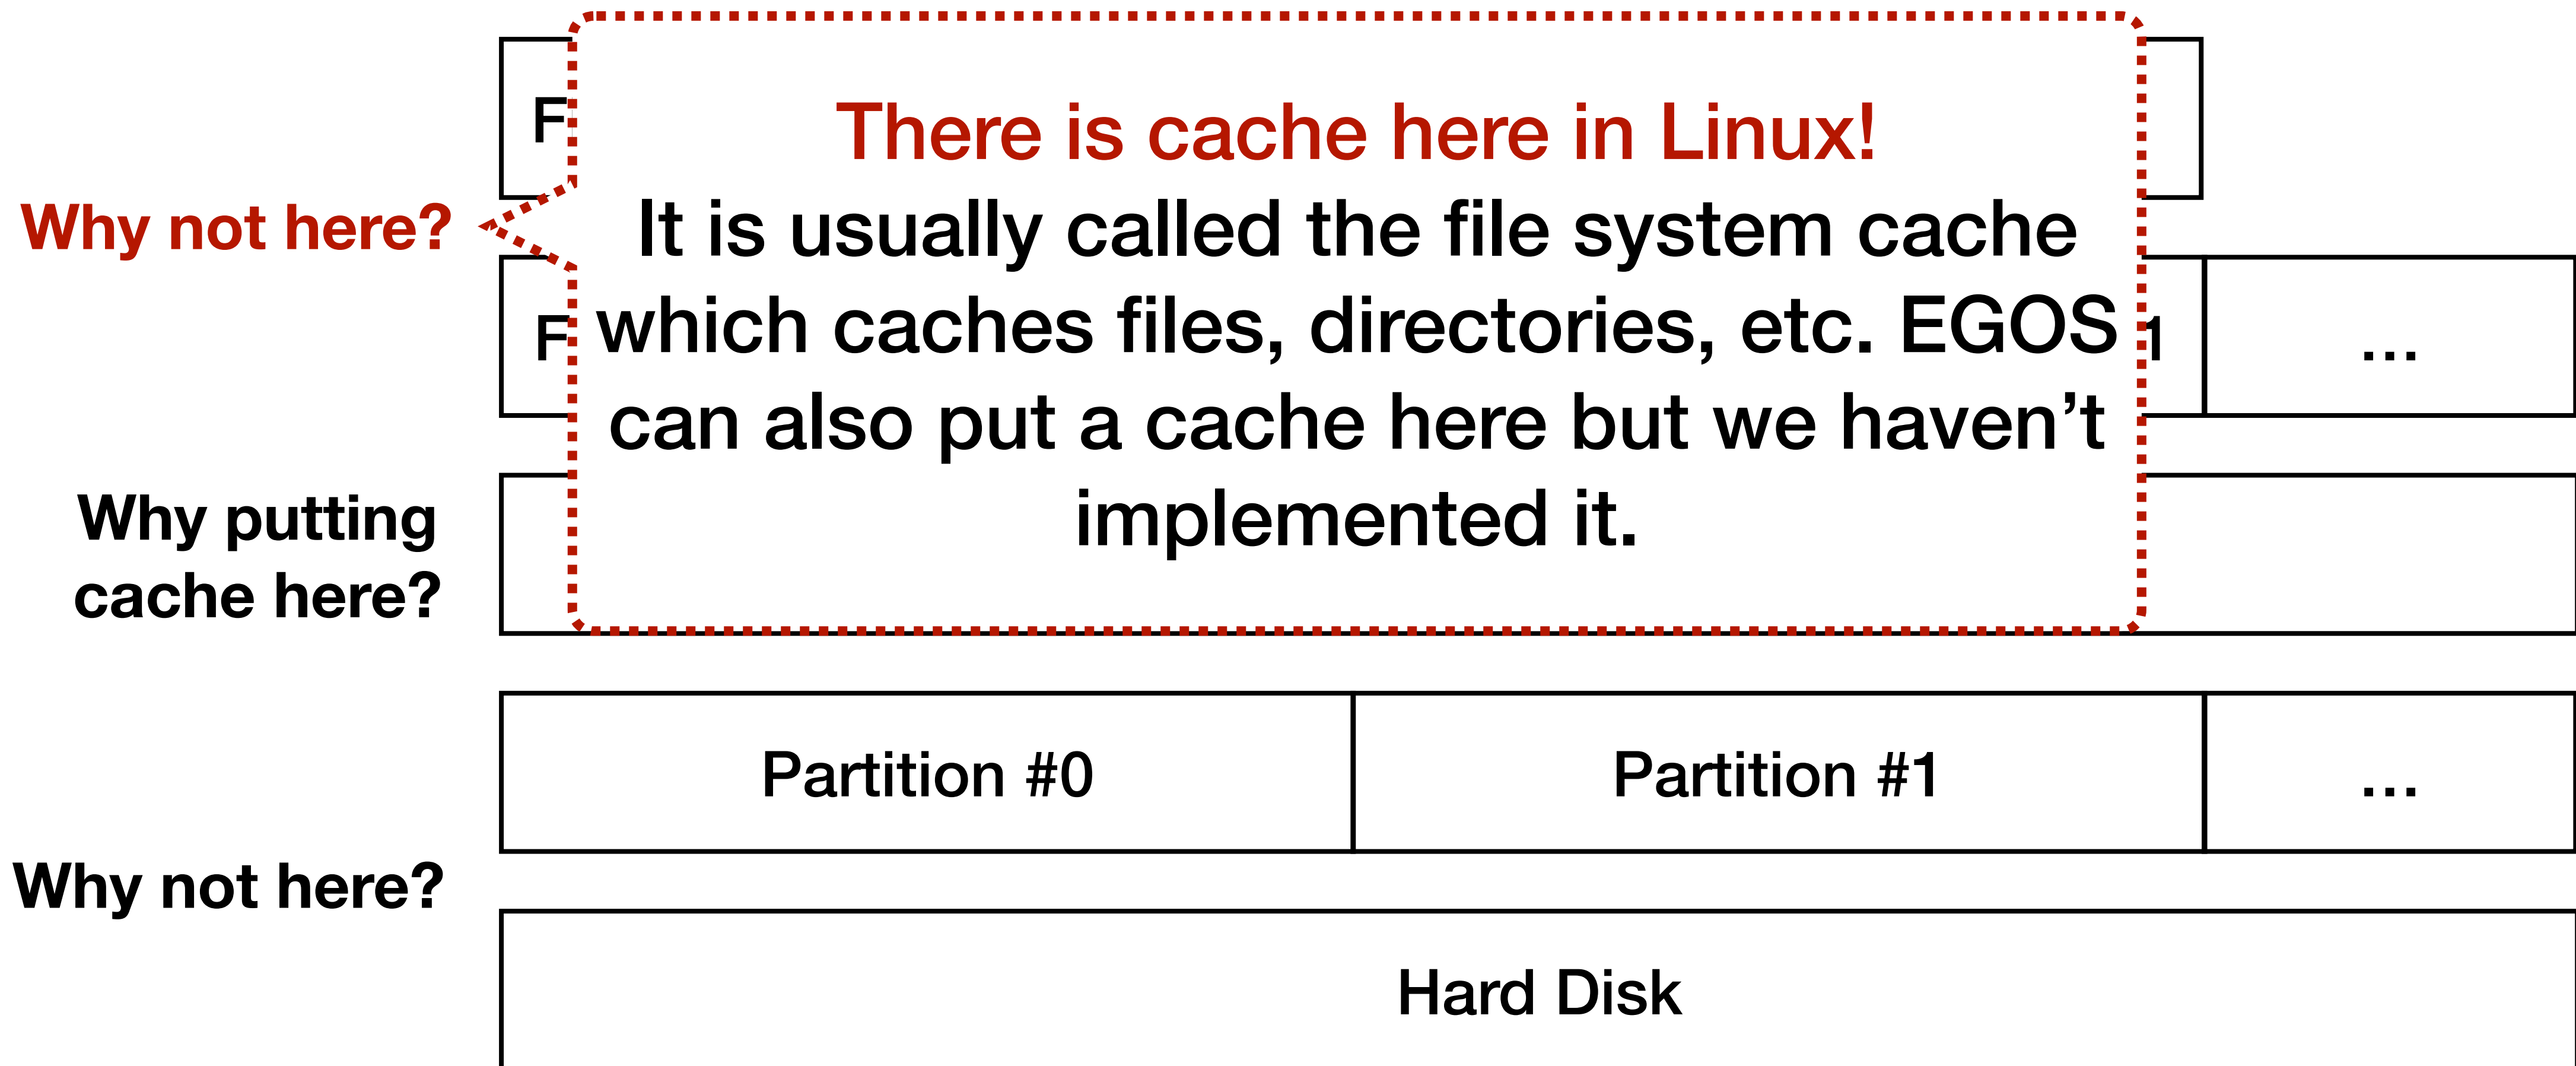 F
There is cache here in Linux!
Why not here?
It is usually called the file system cache
F
which caches files, directories, etc. EGOS
1
...
can also put a cache here but we haven’t
implemented it.
Why putting
cache here?
Partition #0
Partition #1
...
Why not here?
Hard Disk